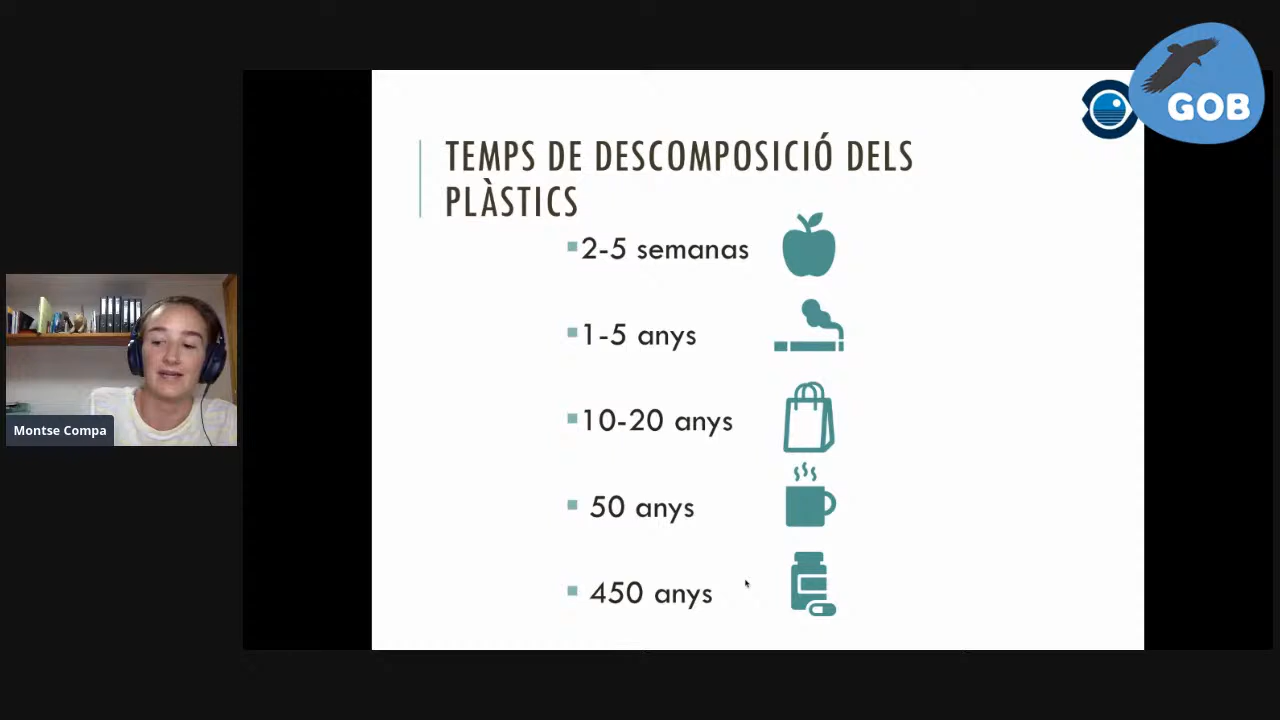 GOB
TEMPS DE DESCOMPOSICIÓ DELS
PLÀSTICS
2-5 semanas
1-5 anys
10-20 anys
50 anys
450 anys
Montse Compa